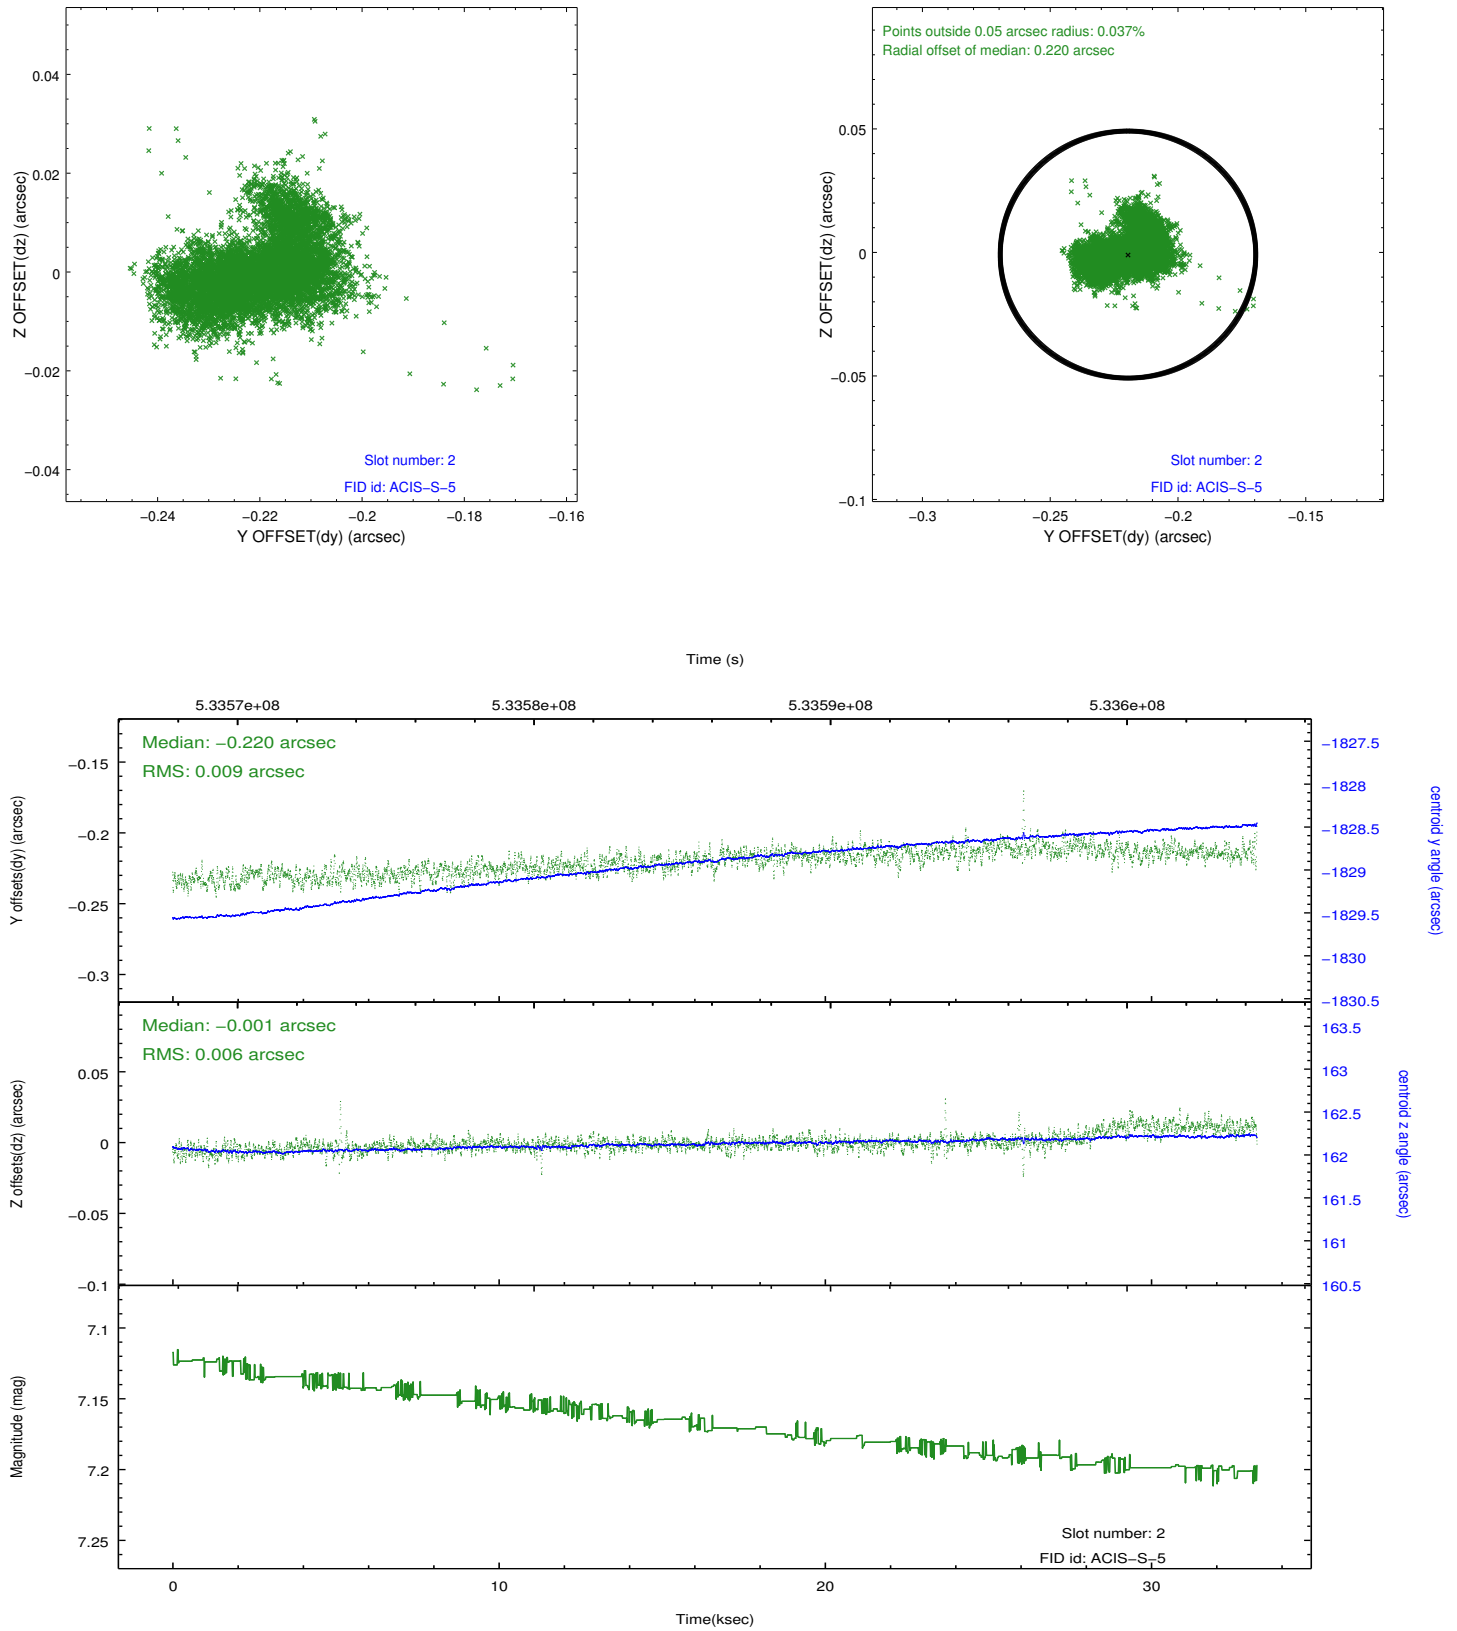 0.04
0.02
0
−0.02
−0.04
−0.24
−0.22
−0.2
−0.18
−0.16
Z OFFSET(dz) (arcsec)
Y OFFSET(dy) (arcsec)
Slot number: 2
FID id: ACIS−S−5
Points outside 0.05 arcsec radius: 0.037%
Radial offset of median: 0.220 arcsec
0.05
0
−0.05
−0.1
−0.3
−0.25
−0.2
−0.15
Z OFFSET(dz) (arcsec)
Y OFFSET(dy) (arcsec)
Slot number: 2
FID id: ACIS−S−5
Time (s)
5.3357e+08
5.3358e+08
5.3359e+08
5.336e+08
Median: −0.220 arcsec
RMS: 0.009 arcsec
−0.15
−0.2
−0.25
−0.3
Y offsets(dy) (arcsec)
−1827.5
−1828
−1828.5
−1829
−1829.5
−1830
−1830.5
centroid y angle (arcsec)
Median: −0.001 arcsec
RMS: 0.006 arcsec
0.05
0
−0.05
−0.1
Z offsets(dz) (arcsec)
163.5
163
162.5
162
161.5
161
160.5
centroid z angle (arcsec)
7.1
7.15
7.2
7.25
Magnitude (mag)
Slot number: 2
FID id: ACIS−S−5
0
10
20
30
Time(ksec)